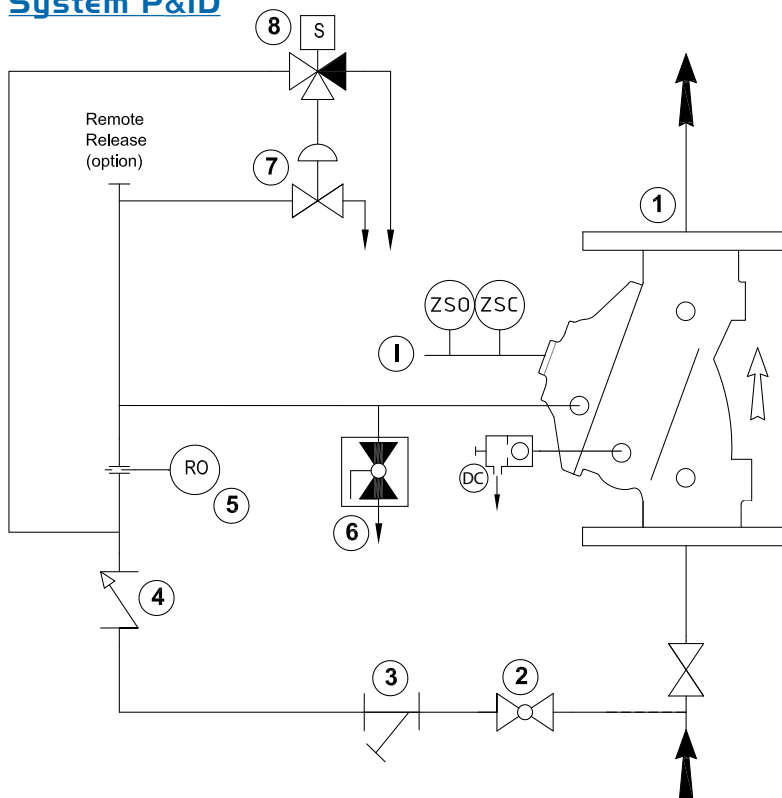 System P&ID
8
S
Remote
Release
(option)
7
1
ZSO ZSC
I
RO
5
DC
6
4
3
2